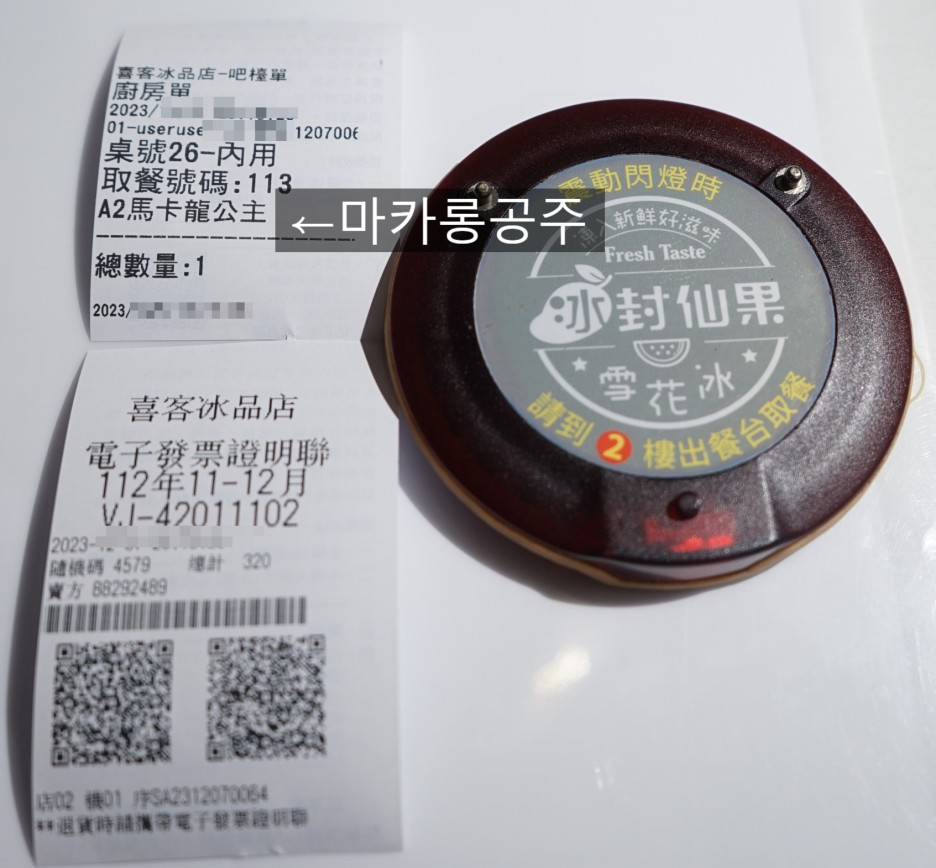 喜客冰品店-吧檯單
廚房單
2023/
01-useruse 1207006
桌號26-內用
取餐號碼:113
A2馬卡龍公主
←마카롱공주
總數量:1
2023/
喜客冰品店
電子發票證明聯
112年11-12月
VJ-42011102
2023-12-
隨機碼 4579 總計 320
賣方 88292489
店02 機01 序SA2312070064
**退貨時請攜帶電子發票證明聯
震動閃燈時
新鮮好滋味
Fresh Taste
冰封仙果
雪花冰
請到2樓出餐台取餐